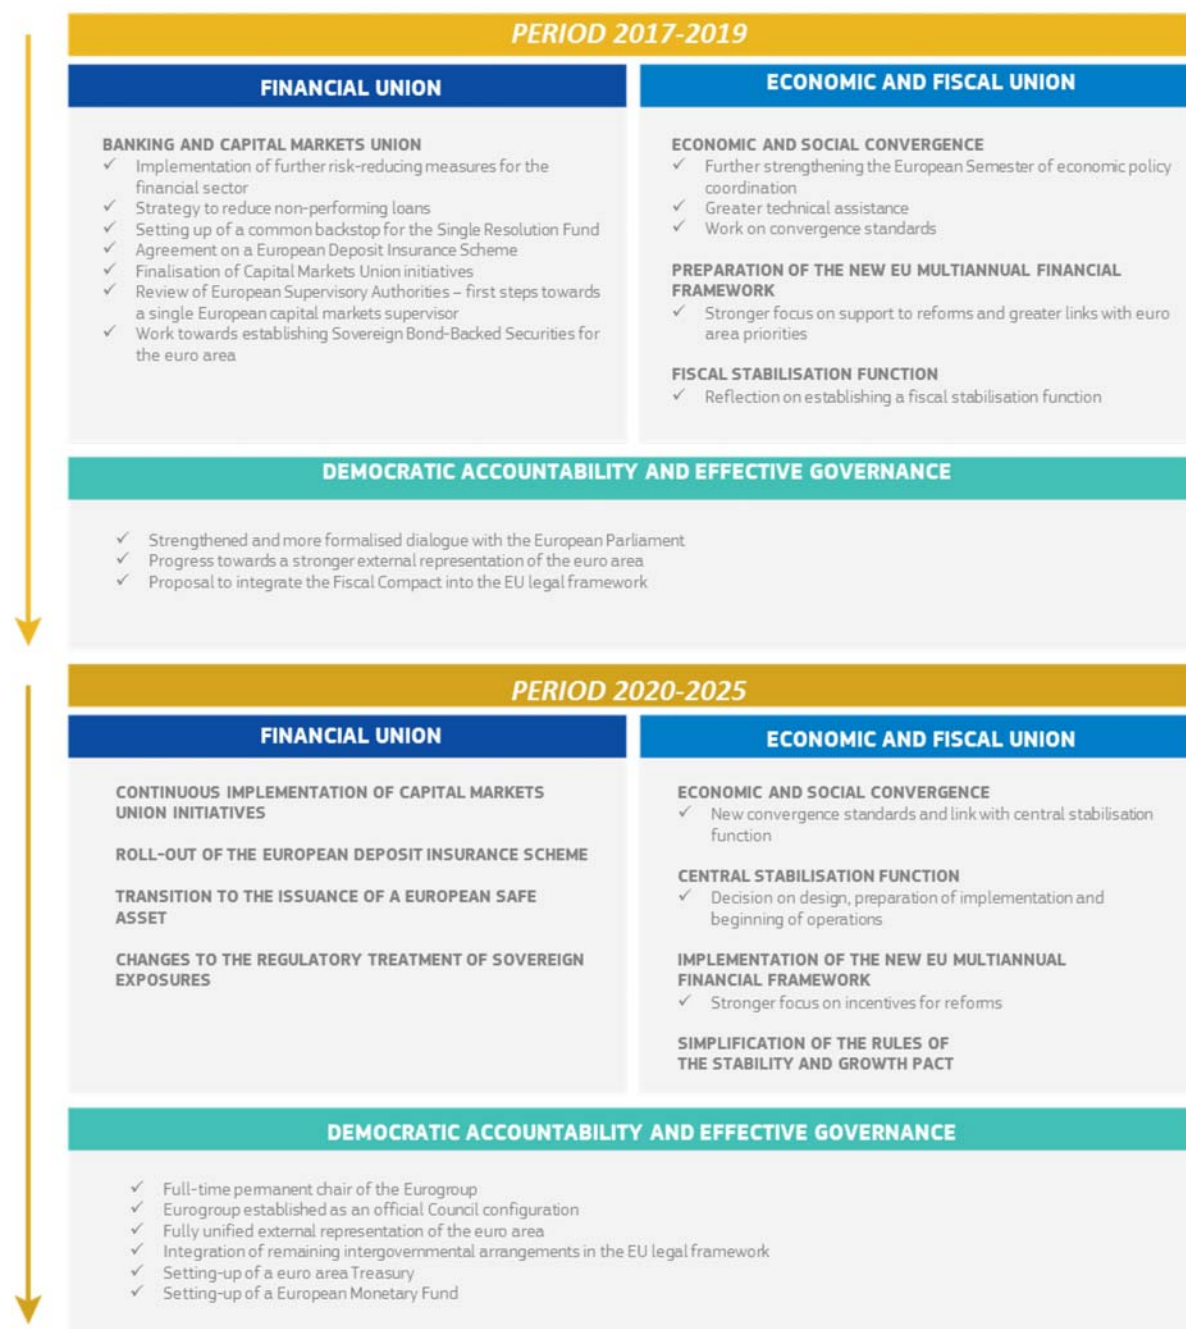 PERIOD 2017-2019
FINANCIAL UNION
BANKING AND CAPITAL MARKETS UNION
✓ Implementation of further risk-reducing measures for the
financial sector
✓ Strategy to reduce non-performing loans
✓ Setting up of a common backstop for the Single Resolution Fund
✓ Agreement on a European Deposit Insurance Scheme
✓ Finalisation of Capital Markets Union initiatives
✓ Review of European Supervisory Authorities – first steps towards
a single European capital markets supervisor
✓ Work towards establishing Sovereign Bond-Backed Securities for
the euro area
ECONOMIC AND FISCAL UNION
ECONOMIC AND SOCIAL CONVERGENCE
✓ Further strengthening the European Semester of economic policy
coordination
✓ Greater technical assistance
✓ Work on convergence standards
PREPARATION OF THE NEW EU MULTIANNUAL FINANCIAL
FRAMEWORK
✓ Stronger focus on support to reforms and greater links with euro
area priorities
FISCAL STABILISATION FUNCTION
✓ Reflection on establishing a fiscal stabilisation function
DEMOCRATIC ACCOUNTABILITY AND EFFECTIVE GOVERNANCE
✓ Strengthened and more formalised dialogue with the European Parliament
✓ Progress towards a stronger external representation of the euro area
✓ Proposal to integrate the Fiscal Compact into the EU legal framework
PERIOD 2020-2025
FINANCIAL UNION
CONTINUOUS IMPLEMENTATION OF CAPITAL MARKETS
UNION INITIATIVES
ROLL-OUT OF THE EUROPEAN DEPOSIT INSURANCE SCHEME
TRANSITION TO THE ISSUANCE OF A EUROPEAN SAFE
ASSET
CHANGES TO THE REGULATORY TREATMENT OF SOVEREIGN
EXPOSURES
ECONOMIC AND FISCAL UNION
ECONOMIC AND SOCIAL CONVERGENCE
✓ New convergence standards and link with central stabilisation
function
CENTRAL STABILISATION FUNCTION
✓ Decision on design, preparation of implementation and
beginning of operations
IMPLEMENTATION OF THE NEW EU MULTIANNUAL
FINANCIAL FRAMEWORK
✓ Stronger focus on incentives for reforms
SIMPLIFICATION OF THE RULES OF
THE STABILITY AND GROWTH PACT
DEMOCRATIC ACCOUNTABILITY AND EFFECTIVE GOVERNANCE
✓ Full-time permanent chair of the Eurogroup
✓ Eurogroup established as an official Council configuration
✓ Fully unified external representation of the euro area
✓ Integration of remaining intergovernmental arrangements in the EU legal framework
✓ Setting-up of a euro area Treasury
✓ Setting-up of a European Monetary Fund